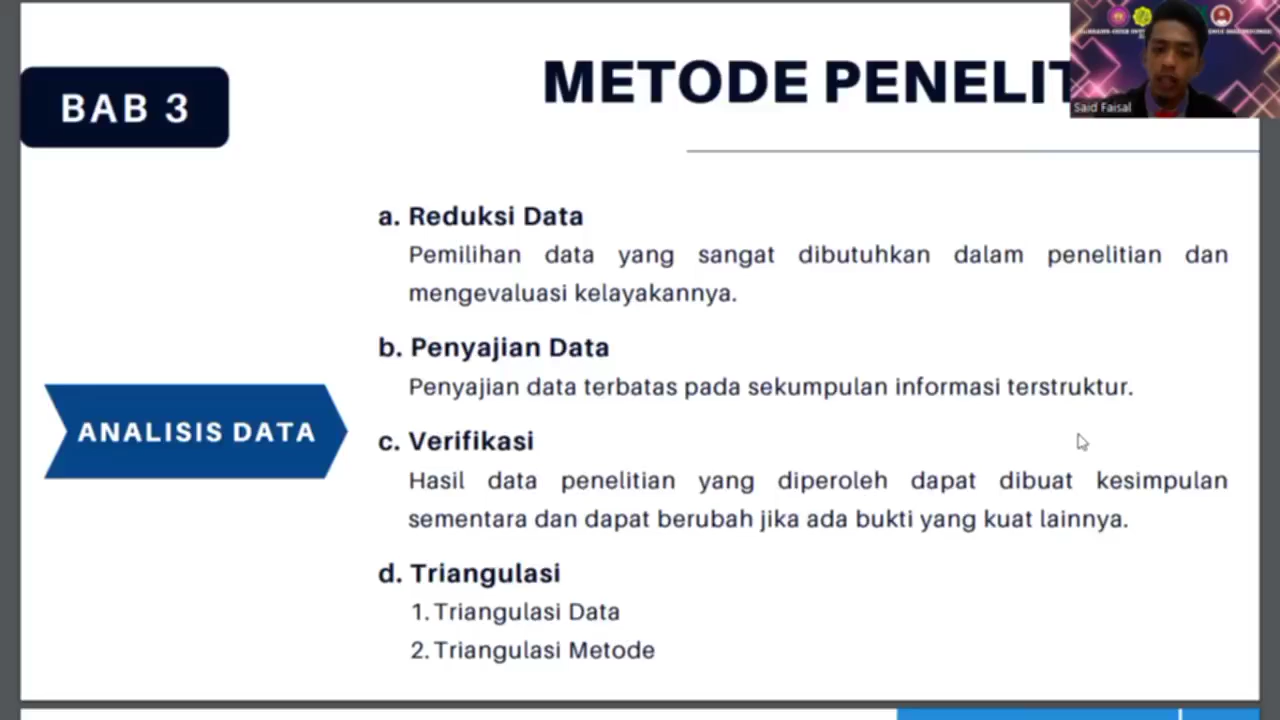 BAB 3
METODE PENELIT
Said Faisal
a. Reduksi Data
Pemilihan data yang sangat dibutuhkan dalam penelitian dan
mengevaluasi kelayakannya.
b. Penyajian Data
Penyajian data terbatas pada sekumpulan informasi terstruktur.
ANALISIS DATA
c. Verifikasi
Hasil data penelitian yang diperoleh dapat dibuat kesimpulan
sementara dan dapat berubah jika ada bukti yang kuat lainnya.
d. Triangulasi
1. Triangulasi Data
2. Triangulasi Metode